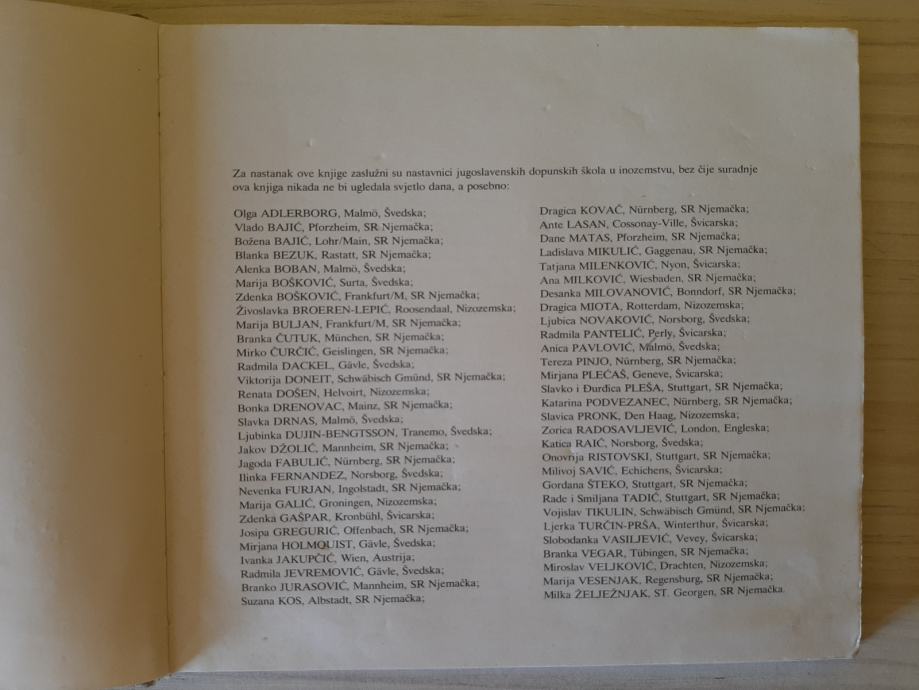 Za nastanak ove knjige zaslužni su nastavnici jugoslavenskih dopunskih škola u inozemstvu, bez čije suradnje
ova knjiga nikada ne bi ugledala svjetlo dana, a posebno:
Olga ADLERBORG, Malmö, Švedska;
Vlado BAJIĆ, Pforzheim, SR Njemačka;
Božena BAJIĆ, Lohr/Main, SR Njemačka;
Blanka BEZUK, Rastatt, SR Njemačka;
Alenka BOBAN, Malmö, Švedska;
Marija BOŠKOVIĆ, Surta, Švedska;
Zdenka BOŠKOVIĆ, Frankfurt/M, SR Njemačka;
Živoslavka BROEREN-LEPIĆ, Roosendaal, Nizozemska;
Marija BULJAN, Frankfurt/M, SR Njemačka;
Branka ČUTUK, München, SR Njemačka;
Mirko ČURČIĆ, Geislingen, SR Njemačka;
Radmila DACKEL, Gävle, Švedska;
Viktorija DONEIT, Schwäbisch Gmünd, SR Njemačka;
Renata DOŠEN, Helvoirt, Nizozemska;
Bonka DRENOVAC, Mainz, SR Njemačka;
Slavka DRNAS, Malmö, Švedska;
Ljubinka DUJIN-BENGTSSON, Tranemo, Švedska;
Jakov DŽOLIĆ, Mannheim, SR Njemačka;
Jagoda FABULIĆ, Nürnberg, SR Njemačka;
Ilinka FERNANDEZ, Norsborg, Švedska;
Nevenka FURJAN, Ingolstadt, SR Njemačka;
Marija GALIĆ, Groningen, Nizozemska;
Zdenka GAŠPAR, Kronbühl, Švicarska;
Josipa GREGURIĆ, Offenbach, SR Njemačka;
Mirjana HOLMQUIST, Gävle, Švedska;
Ivanka JAKUPČIĆ, Wien, Austrija;
Radmila JEVREMOVIĆ, Gävle, Švedska;
Branko JURASOVIĆ, Mannheim, SR Njemačka;
Suzana KOS, Albstadt, SR Njemačka;
Dragica KOVAČ, Nürnberg, SR Njemačka;
Ante LASAN, Cossonay-Ville, Švicarska;
Dane MATAS, Pforzheim, SR Njemačka;
Ladislava MIKULIĆ, Gaggenau, SR Njemačka;
Tatjana MILENKOVIĆ, Nyon, Švicarska;
Ana MILKOVIĆ, Wiesbaden, SR Njemačka;
Desanka MILOVANOVIĆ, Bonndorf, SR Njemačka;
Dragica MIOTA, Rotterdam, Nizozemska;
Ljubica NOVAKOVIĆ, Norsborg, Švedska;
Radmila PANTELIĆ, Perly, Švicarska;
Anica PAVLOVIĆ, Malmö, Švedska;
Tereza PINJO, Nürnberg, SR Njemačka;
Mirjana PLEĆAŠ, Geneve, Švicarska;
Slavko i Đurđica PLEŠA, Stuttgart, SR Njemačka;
Katarina PODVEZANEC, Nürnberg, SR Njemačka;
Slavica PRONK, Den Haag, Nizozemska;
Zorica RADOSAVLJEVIĆ, London, Engleska;
Katica RAIĆ, Norsborg, Švedska;
Onovrija RISTOVSKI, Stuttgart, SR Njemačka;
Milivoj SAVIĆ, Echichens, Švicarska;
Gordana ŠTEKO, Stuttgart, SR Njemačka;
Rade i Smiljana TADIĆ, Stuttgart, SR Njemačka;
Vojislav TIKULIN, Schwäbisch Gmünd, SR Njemačka;
Ljerka TURČIN-PRŠA, Winterthur, Švicarska;
Slobodanka VASILJEVIĆ, Vevey, Švicarska;
Branka VEGAR, Tübingen, SR Njemačka;
Miroslav VELJKOVIĆ, Drachten, Nizozemska;
Marija VESENJAK, Regensburg, SR Njemačka;
Milka ŽELJEŽNJAK, ST. Georgen, SR Njemačka.